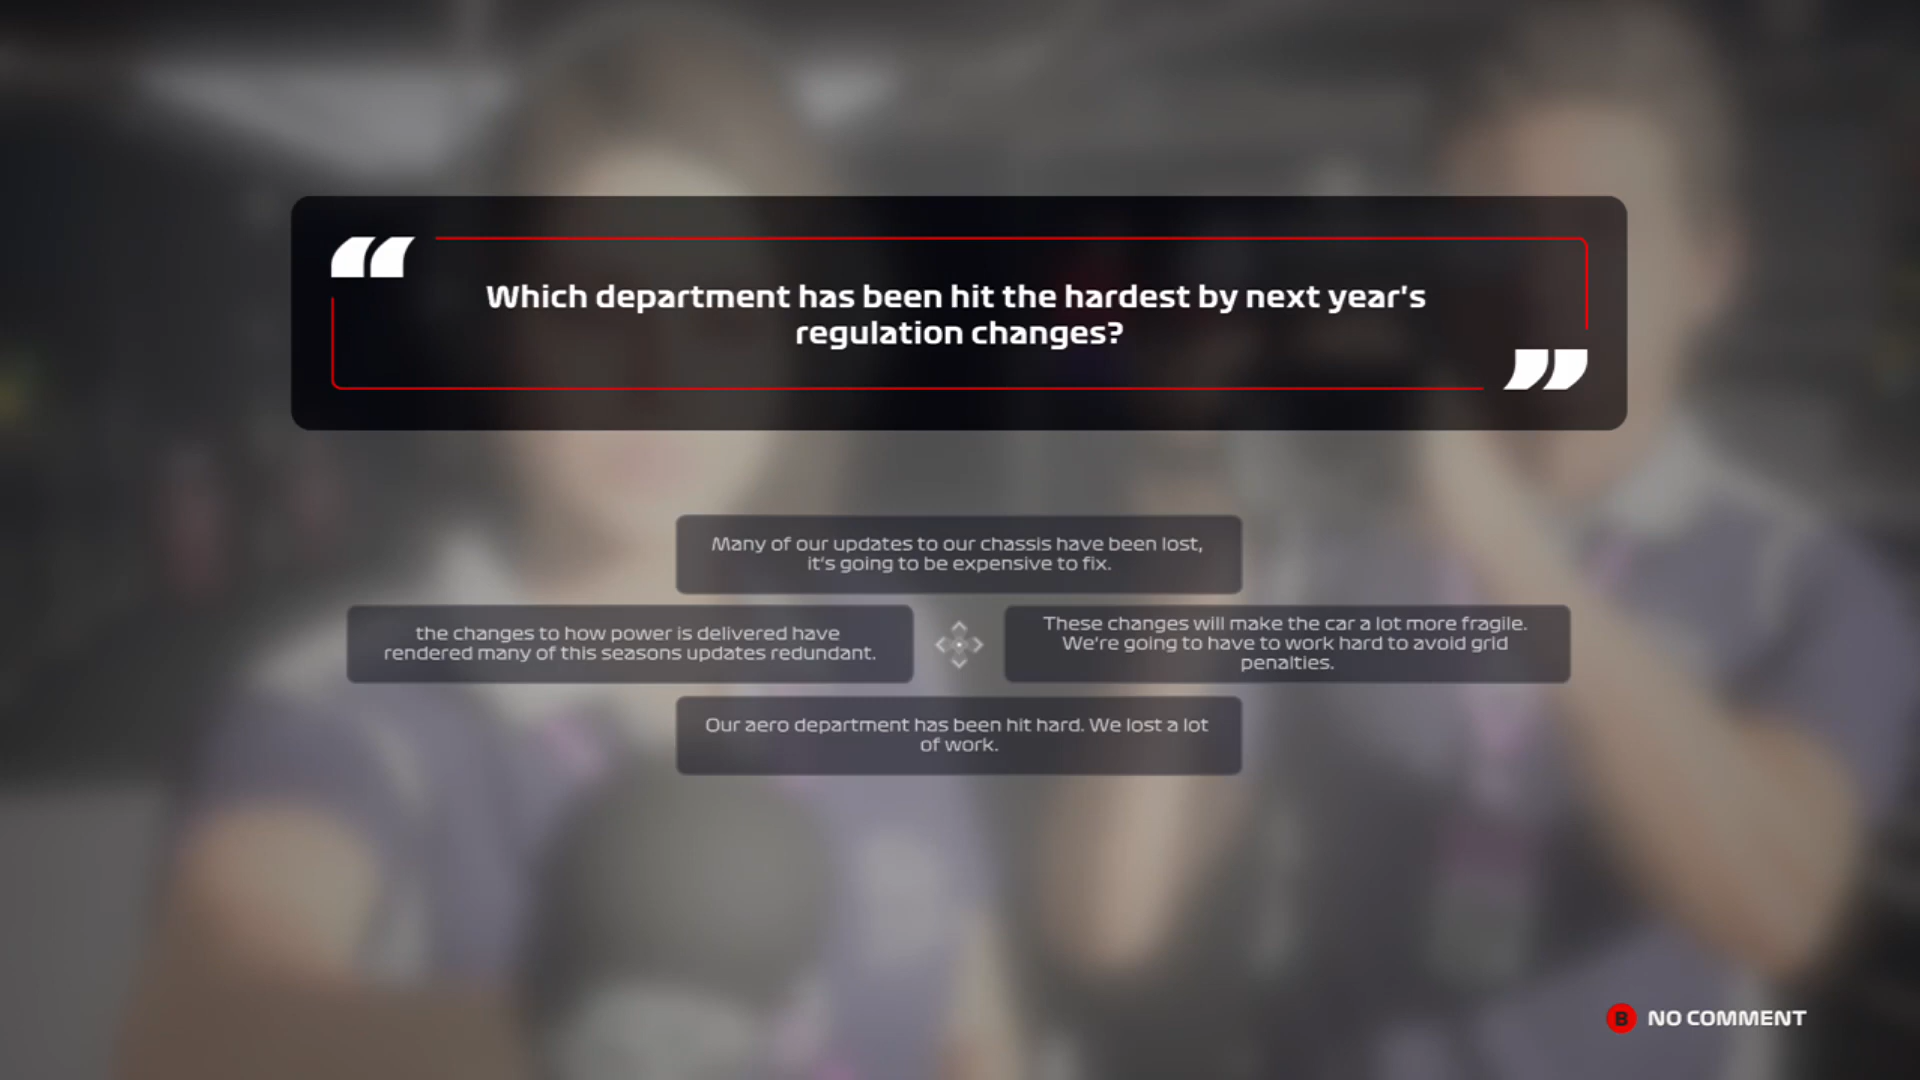 Which department has been hit the hardest by next year's
regulation changes?
Many of our updates to our chassis have been lost,
it's going to be expensive to fix.
the changes to how power is delivered have
rendered many of this seasons updates redundant.
These changes will make the car a lot more fragile.
We're going to have to work hard to avoid grid
penalties.
Our aero department has been hit hard. We lost a lot
of work.
B NO COMMENT